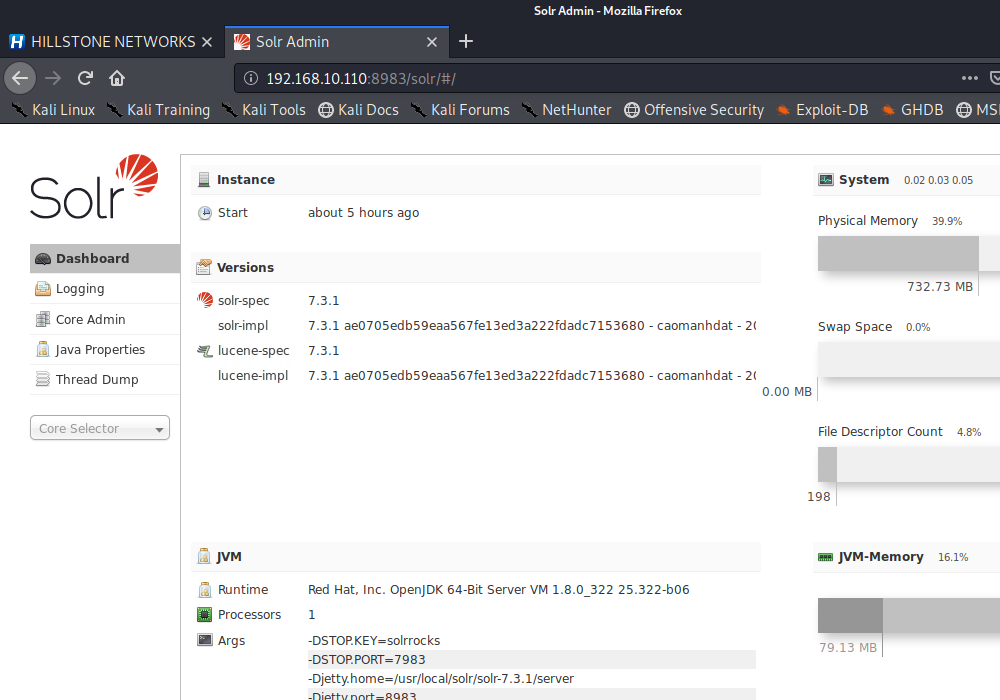 Solr Admin - Mozilla Firefox
HILLSTONE NETWORKS
Solr Admin
192.168.10.110:8983/solr/#/
Kali Linux
Kali Training
Kali Tools
Kali Docs
Kali Forums
NetHunter
Offensive Security
Exploit-DB
GHDB
MS
Solr
Dashboard
Logging
Core Admin
Java Properties
Thread Dump
Core Selector
Instance
Start about 5 hours ago
Versions
solr-spec 7.3.1
solr-impl 7.3.1 ae0705edb59eaa567fe13ed3a222fdadc7153680 - caomanhdat - 20
lucene-spec 7.3.1
lucene-impl 7.3.1 ae0705edb59eaa567fe13ed3a222fdadc7153680 - caomanhdat - 20
JVM
Runtime Red Hat, Inc. OpenJDK 64-Bit Server VM 1.8.0_322 25.322-b06
Processors 1
Args -DSTOP.KEY=solrrocks
-DSTOP.PORT=7983
-Djetty.home=/usr/local/solr/solr-7.3.1/server
-Djetty.port=8983
System 0.02 0.03 0.05
Physical Memory 39.9%
732.73 MB
Swap Space 0.0%
0.00 MB
File Descriptor Count 4.8%
198
JVM-Memory 16.1%
79.13 MB